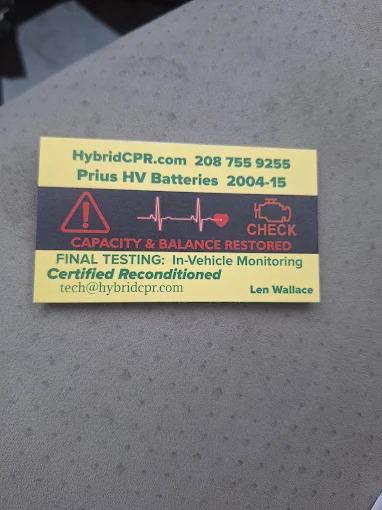 HybridCPR.com 208 755 9255
Prius HV Batteries 2004-15
CHECK
CAPACITY & BALANCE RESTORED
FINAL TESTING: In-Vehicle Monitoring
Certified Reconditioned
tech@hybridcpr.com
Len Wallace